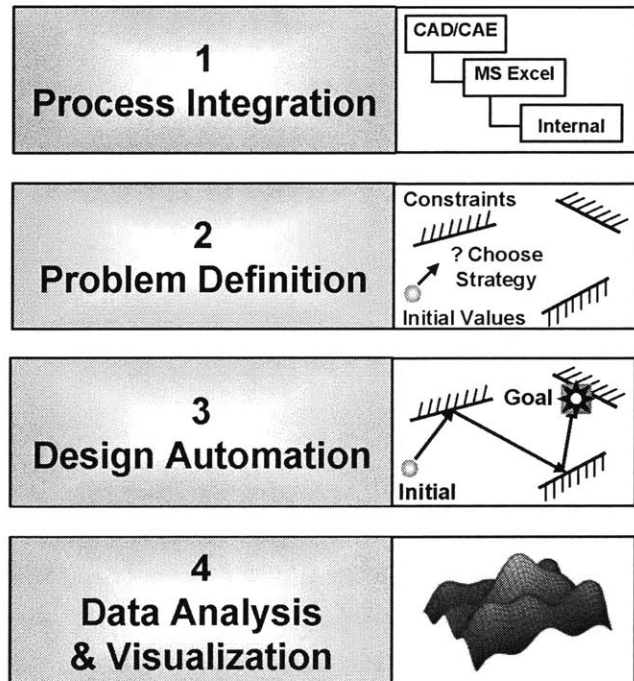 1
Process Integration
CAD/CAE
MS Excel
Internal
2
Problem Definition
Constraints
? Choose
Strategy
Initial Values
3
Design Automation
Goal
Initial
4
Data Analysis
& Visualization